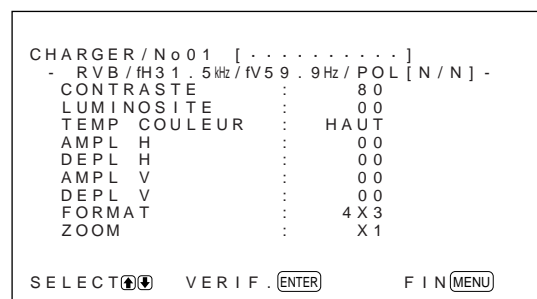 CHARGER/No01 [··········]
- RVB/fH31.5kHz/fV59.9Hz/POL[N/N]-
CONTRASTE : 80
LUMINOSITE : 00
TEMP COULEUR : HAUT
AMPL H : 00
DEPL H : 00
AMPL V : 00
DEPL V : 00
FORMAT : 4X3
ZOOM : X1
SELECT⬆⬇ VERIF.ENTER FIN MENU